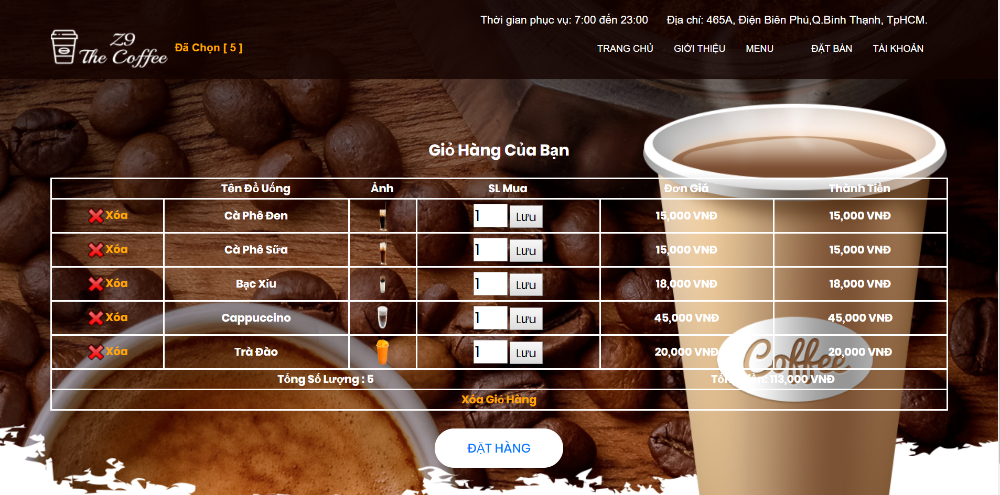 Thời gian phục vụ: 7:00 đến 23:00 Địa chỉ: 465A, Điện Biên Phủ,Q.Bình Thạnh, TpHCM.
Z9
The Coffee
Đã Chọn [ 5 ]
TRANG CHỦ GIỚI THIỆU MENU ĐẶT BÀN TÀI KHOẢN
Giỏ Hàng Của Bạn
Tên Đồ Uống Ảnh SL Mua Đơn Giá Thành Tiền
Xóa Cà Phê Đen 1 Lưu 15,000 VNĐ 15,000 VNĐ
Xóa Cà Phê Sữa 1 Lưu 15,000 VNĐ 15,000 VNĐ
Xóa Bạc Xỉu 1 Lưu 18,000 VNĐ 18,000 VNĐ
Xóa Cappuccino 1 Lưu 45,000 VNĐ 45,000 VNĐ
Xóa Trà Đào 1 Lưu 20,000 VNĐ 20,000 VNĐ
Coffee
Tổng Số Lượng : 5 Tổng Tiền: 113,000 VNĐ
Xóa Giỏ Hàng
ĐẶT HÀNG